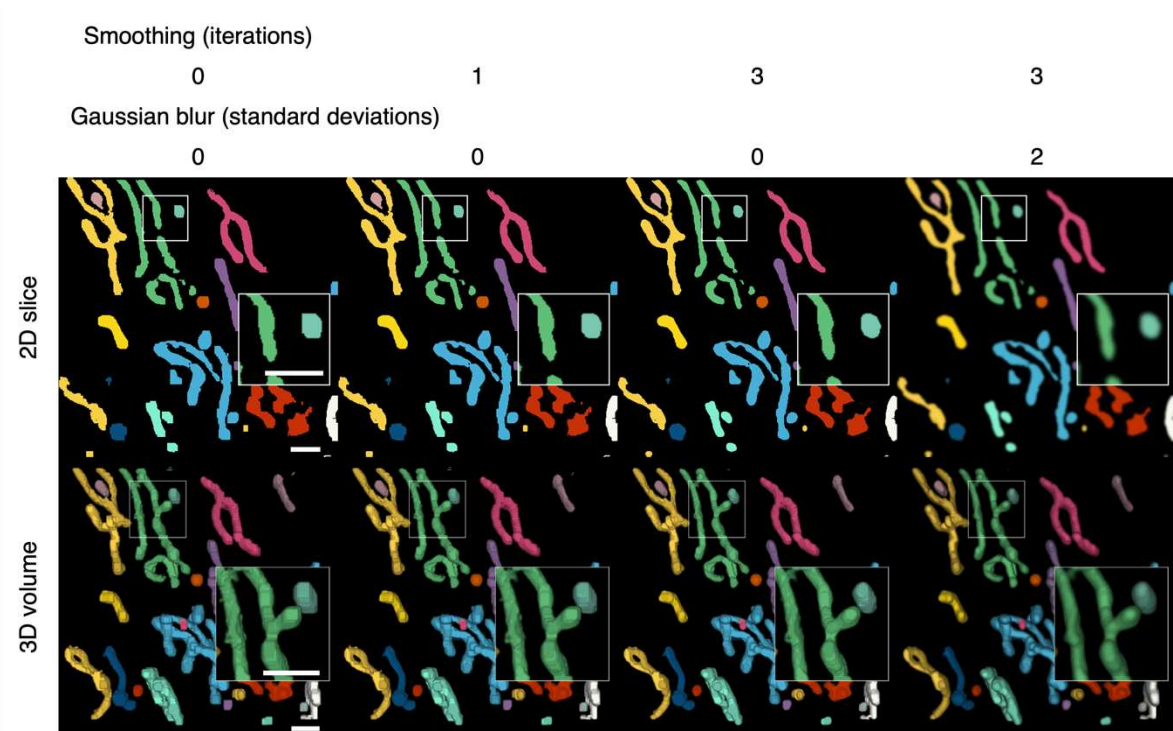 Smoothing (iterations)
0 1 3 3
Gaussian blur (standard deviations)
0 0 0 2
2D slice
3D volume